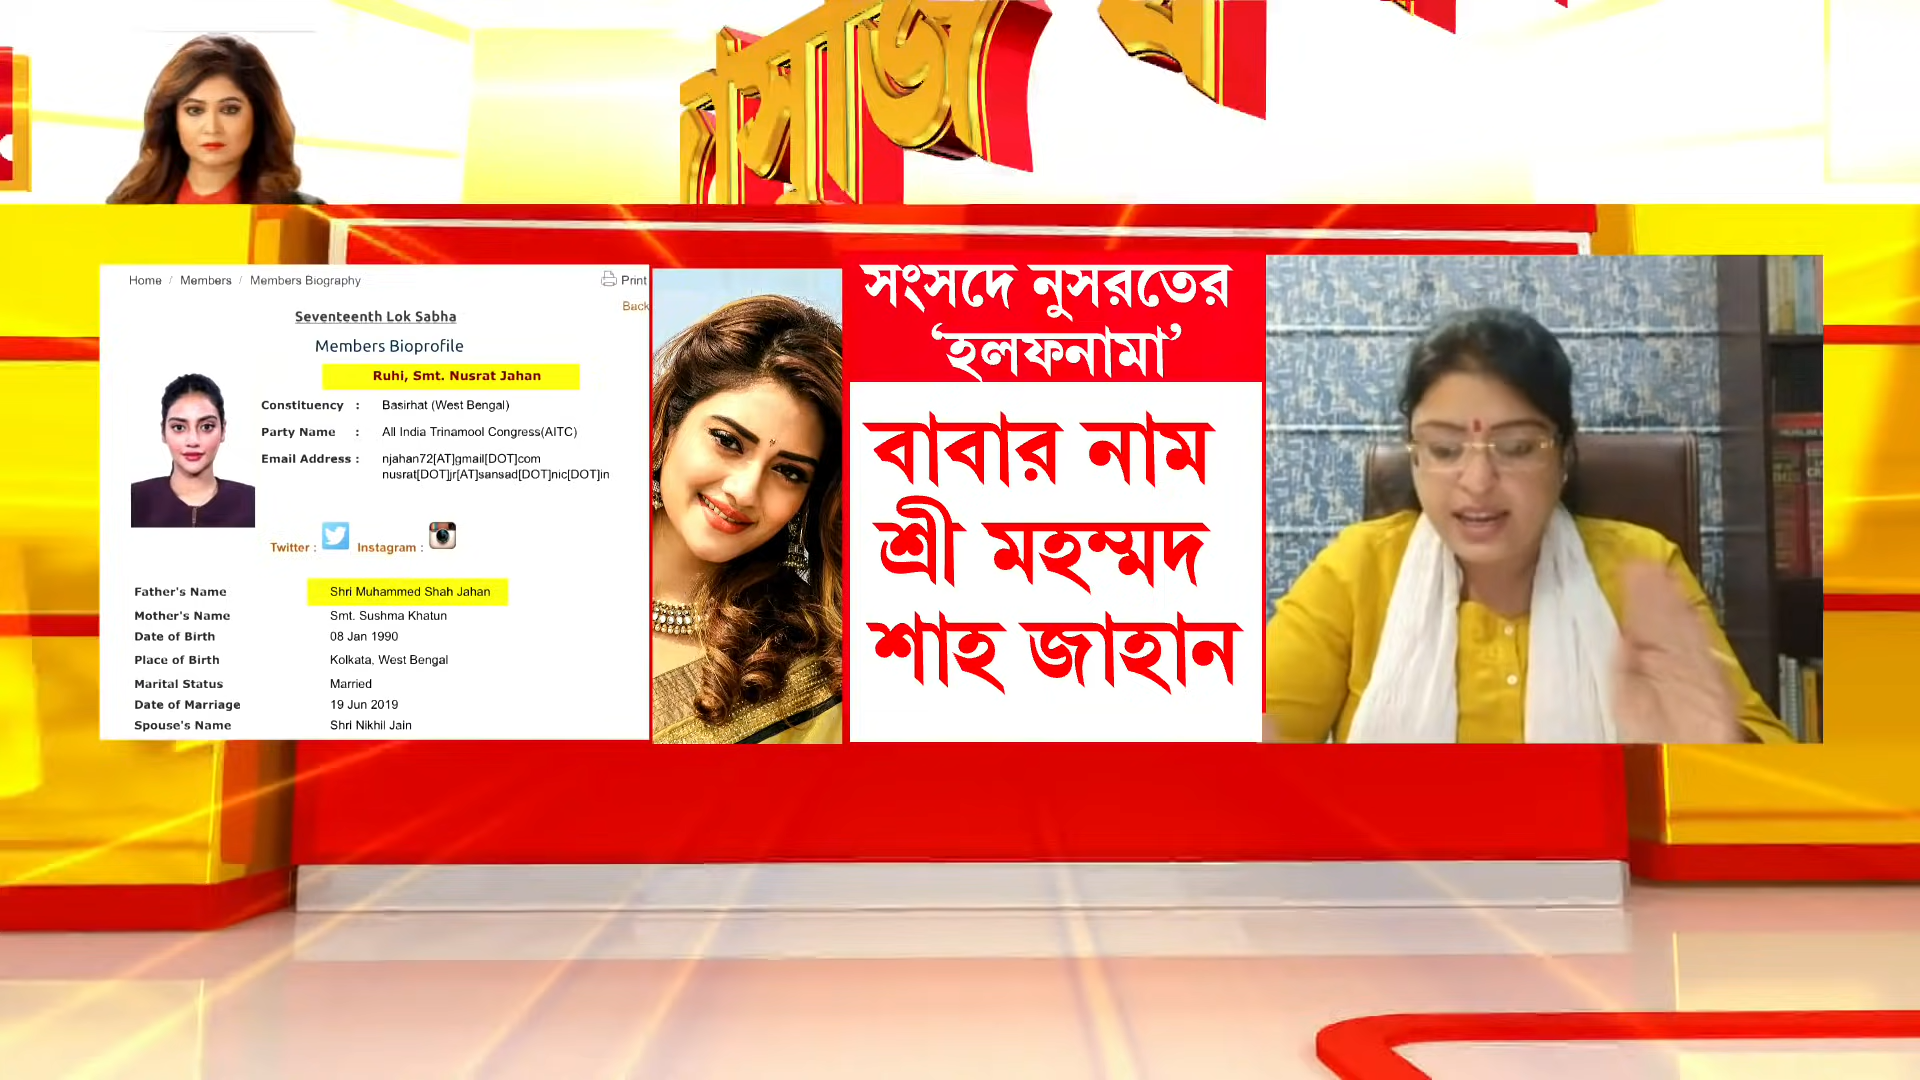 Home / Members / Members Biography
Print
Back
Seventeenth Lok Sabha
Members Bioprofile
Ruhi, Smt. Nusrat Jahan
Constituency : Basirhat (West Bengal)
Party Name : All India Trinamool Congress(AITC)
Email Address : njahan72[AT]gmail[DOT]com
nusrat[DOT]jr[AT]sansad[DOT]nic[DOT]in
Twitter : Instagram :
Father's Name Shri Muhammed Shah Jahan
Mother's Name Smt. Sushma Khatun
Date of Birth 08 Jan 1990
Place of Birth Kolkata, West Bengal
Marital Status Married
Date of Marriage 19 Jun 2019
Spouse's Name Shri Nikhil Jain
সংসদে নুসরতের
‘হলফনামা’
বাবার নাম
শ্রী মহম্মদ
শাহ জাহান